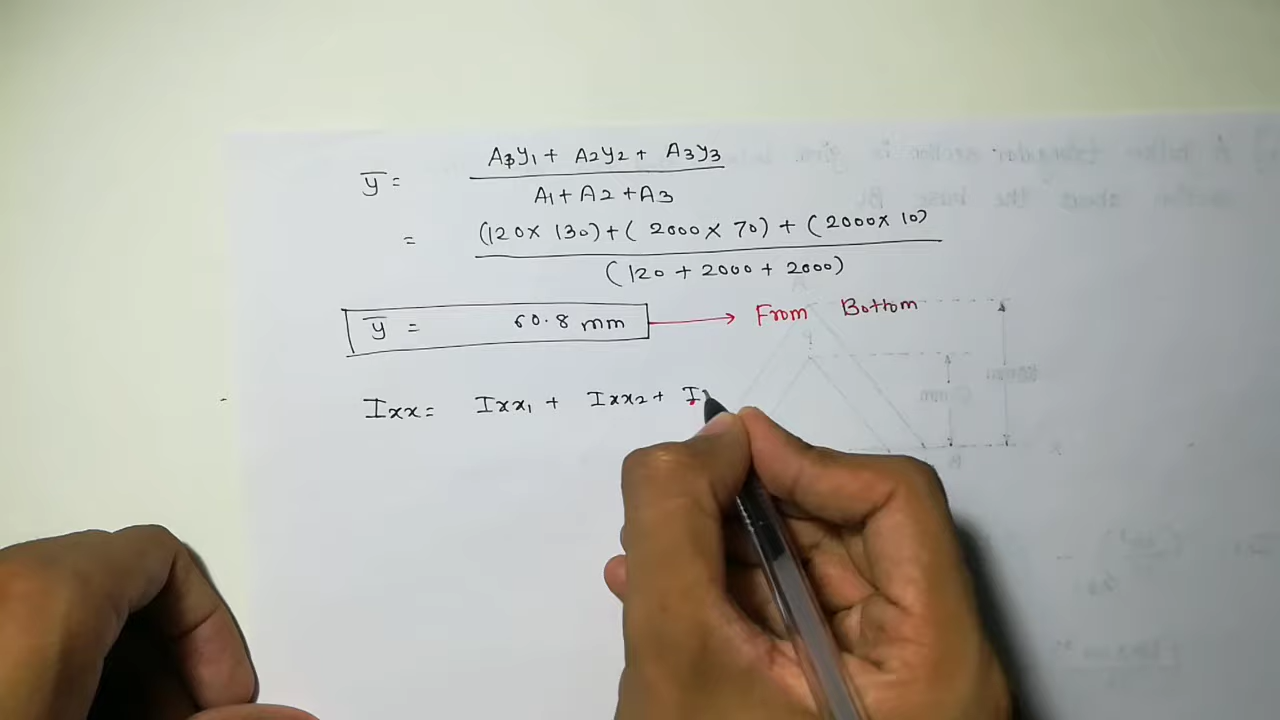 y̅ = A1y1 + A2y2 + A3y3
A1 + A2 + A3
= (120 x 130) + ( 2000 x 70) + ( 2000 x 10)
(120 + 2000 + 2000)
y̅ = 60.8 mm → From Bottom
Ixx = Ixx1 + Ixx2 + I